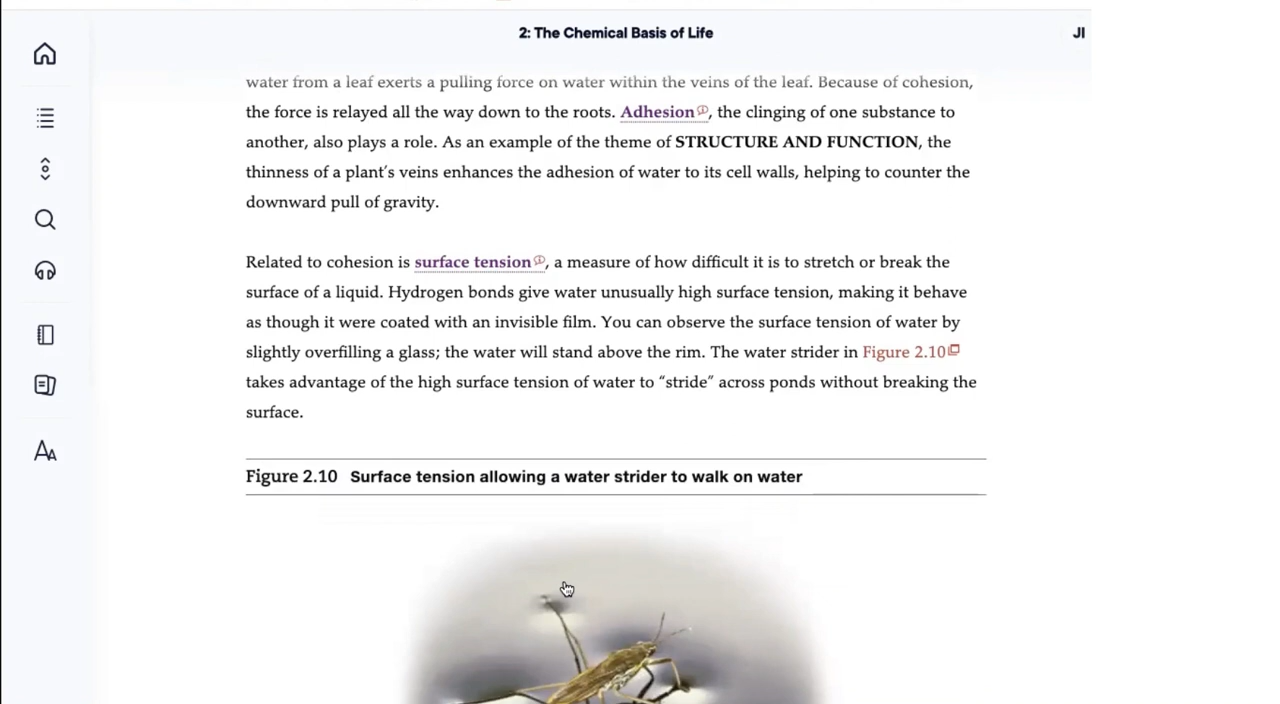 2: The Chemical Basis of Life
JI
water from a leaf exerts a pulling force on water within the veins of the leaf. Because of cohesion,
the force is relayed all the way down to the roots. Adhesion, the clinging of one substance to
another, also plays a role. As an example of the theme of STRUCTURE AND FUNCTION, the
thinness of a plant’s veins enhances the adhesion of water to its cell walls, helping to counter the
downward pull of gravity.
Related to cohesion is surface tension, a measure of how difficult it is to stretch or break the
surface of a liquid. Hydrogen bonds give water unusually high surface tension, making it behave
as though it were coated with an invisible film. You can observe the surface tension of water by
slightly overfilling a glass; the water will stand above the rim. The water strider in Figure 2.10
takes advantage of the high surface tension of water to “stride” across ponds without breaking the
surface.
Figure 2.10 Surface tension allowing a water strider to walk on water
AA